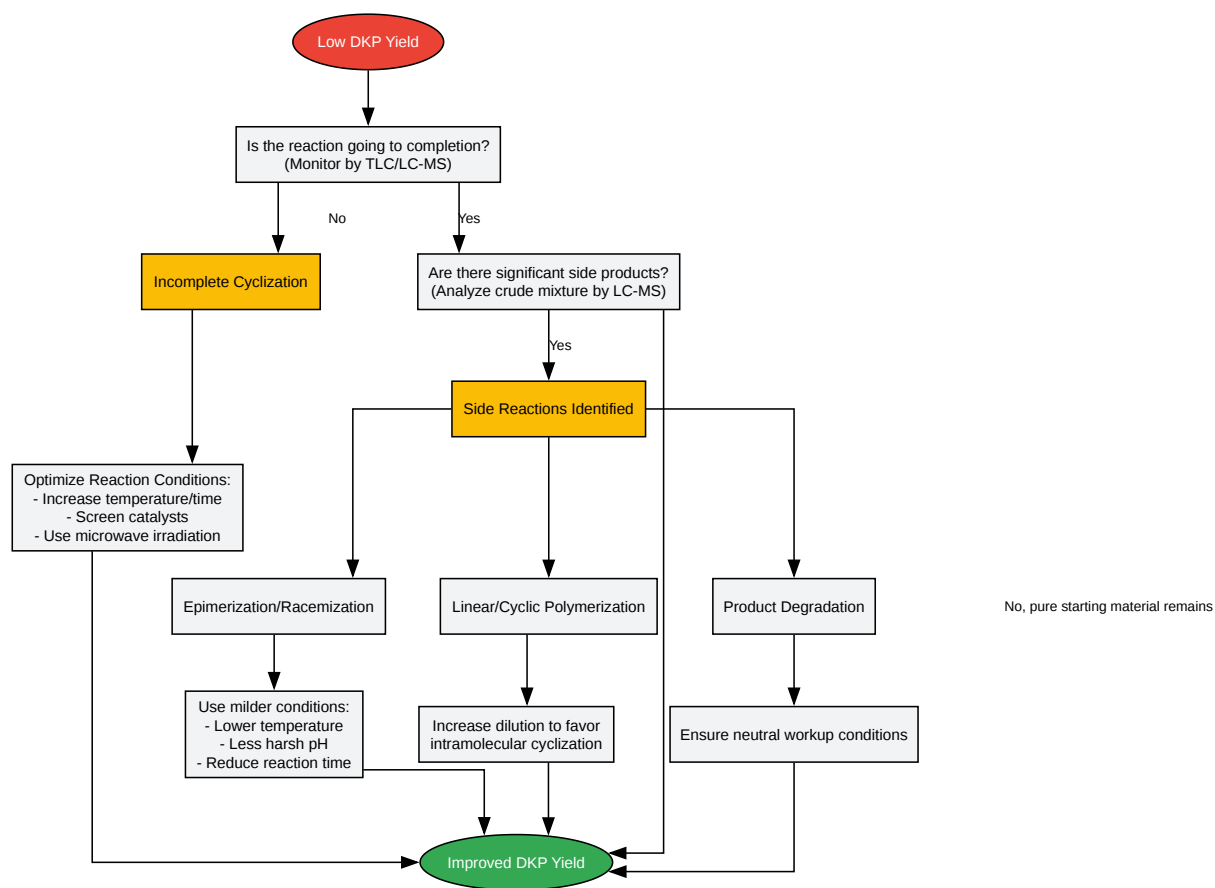 Low DKP Yield
Is the reaction going to completion?
(Monitor by TLC/LC-MS)
No
Yes
Incomplete Cyclization
Are there significant side products?
(Analyze crude mixture by LC-MS)
Yes
Side Reactions Identified
Optimize Reaction Conditions:
- Increase temperature/time
- Screen catalysts
- Use microwave irradiation
Epimerization/Racemization
Linear/Cyclic Polymerization
Product Degradation
No, pure starting material remains
Use milder conditions:
- Lower temperature
- Less harsh pH
- Reduce reaction time
Increase dilution to favor
intramolecular cyclization
Ensure neutral workup conditions
Improved DKP Yield